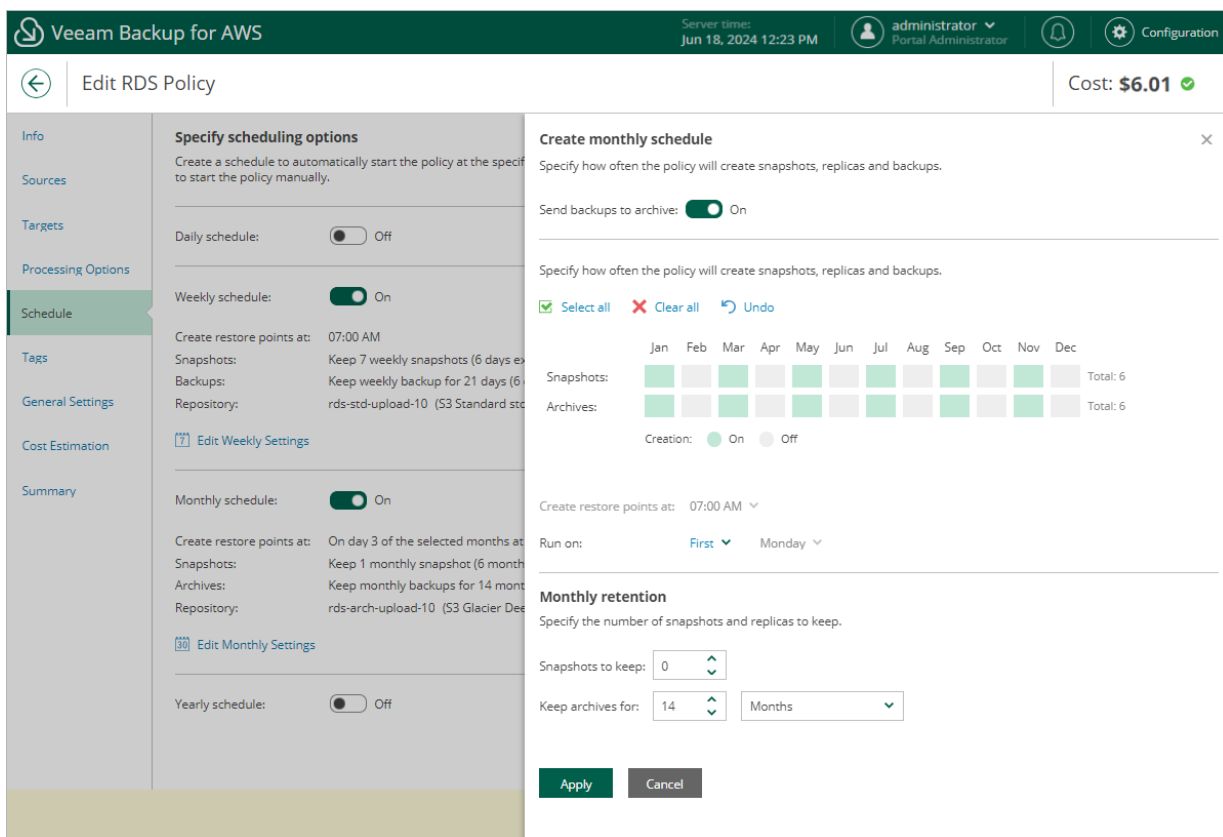 Veeam Backup for AWS
Server time:
Jun 18, 2024 12:23 PM
administrator
Portal Administrator
Configuration
Edit RDS Policy
Cost: $6.01
Info
Sources
Targets
Processing Options
Schedule
Tags
General Settings
Cost Estimation
Summary
Specify scheduling options
Create a schedule to automatically start the policy at the specif
to start the policy manually.
Daily schedule: Off
Weekly schedule: On
Create restore points at: 07:00 AM
Snapshots: Keep 7 weekly snapshots (6 days ex
Backups: Keep weekly backup for 21 days (6
Repository: rds-std-upload-10 (S3 Standard sto
7 Edit Weekly Settings
Monthly schedule: On
Create restore points at: On day 3 of the selected months at
Snapshots: Keep 1 monthly snapshot (6 month
Archives: Keep monthly backups for 14 mont
Repository: rds-arch-upload-10 (S3 Glacier Dee
30 Edit Monthly Settings
Yearly schedule: Off
Create monthly schedule
Specify how often the policy will create snapshots, replicas and backups.
Send backups to archive: On
Specify how often the policy will create snapshots, replicas and backups.
Select all Clear all Undo
Jan Feb Mar Apr May Jun Jul Aug Sep Oct Nov Dec
Snapshots: Total: 6
Archives: Total: 6
Creation: On Off
Create restore points at: 07:00 AM
Run on: First Monday
Monthly retention
Specify the number of snapshots and replicas to keep.
Snapshots to keep: 0
Keep archives for: 14 Months
Apply Cancel